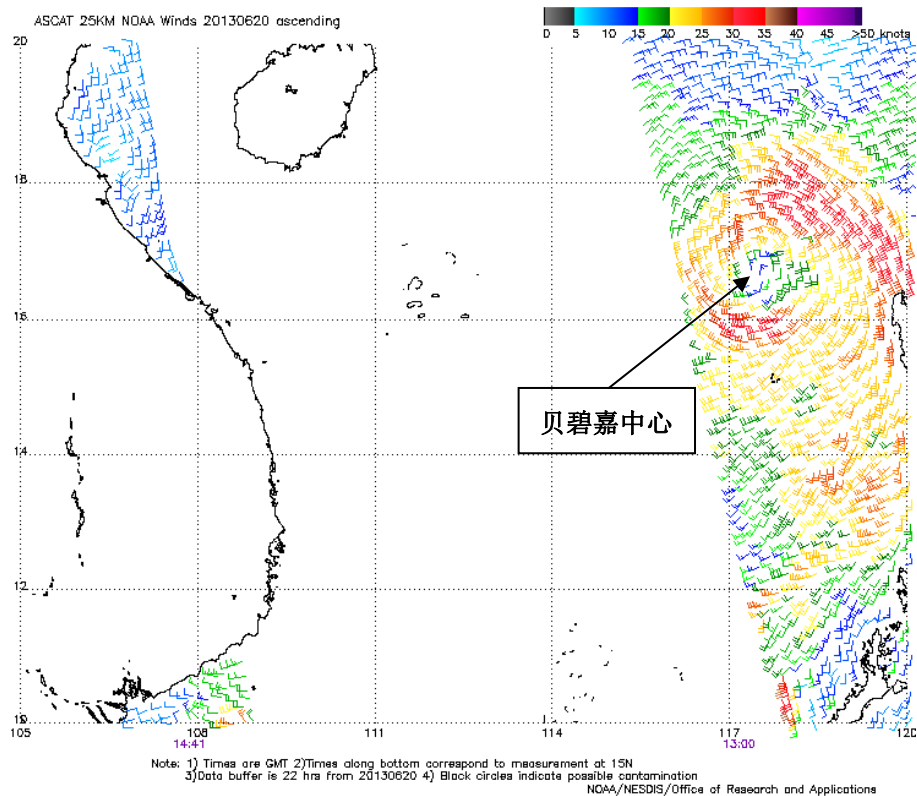 ASCAT 25KM NOAA Winds 20130620 ascending
0 5 10 15 20 25 30 35 40 45 >50 knots
20
18
16
贝碧嘉中心
14
12
10
105 108 111 114 117 120
14:41 13:00
Note: 1) Times are GMT 2)Times along bottom correspond to measurement at 15N
3)Data buffer is 22 hrs from 20130620 4) Black circles indicate possible contamination
NOAA/NESDIS/Office of Research and Applications